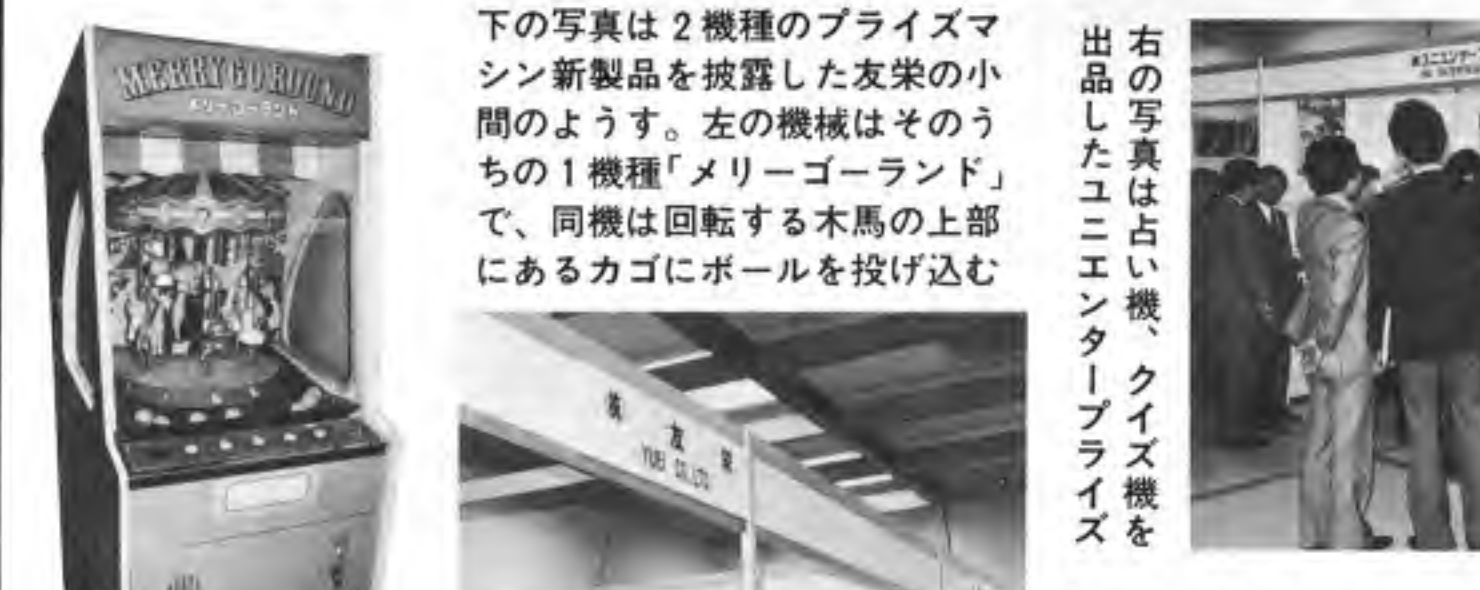 MERRY GO ROUND
メリーゴーランド
下の写真は2機種のプライズマ
シン新製品を披露した友栄の小
間のようす。左の機械はそのう
ちの1機種「メリーゴーランド」
で、同機は回転する木馬の上部
にあるカゴにボールを投げ込む
㈱ 友 栄
YUEI CO.,LTD
右の写真は占い機、クイズ機を
出品したユニエンタープライズ